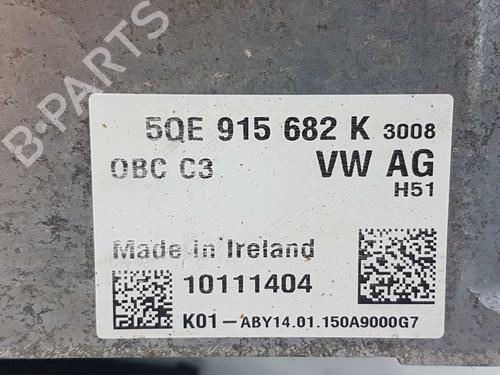 B-PARTS
5QE 915 682 K 3008
OBC C3 VW AG
H51
Made in Ireland
10111404
K01-ABY14.01.150A9000G7